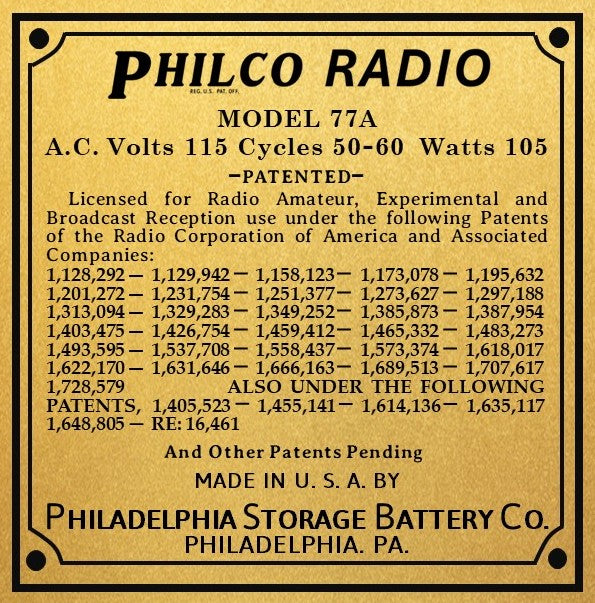 PHILCO RADIO
REG. U.S. PAT. OFF.
MODEL 77A
A.C. Volts 115 Cycles 50-60 Watts 105
—PATENTED—
Licensed for Radio Amateur, Experimental and
Broadcast Reception use under the following Patents
of the Radio Corporation of America and Associated
Companies:
1,128,292 — 1,129,942 — 1,158,123 — 1,173,078 — 1,195,632
1,201,272 — 1,231,754 — 1,251,377 — 1,273,627 — 1,297,188
1,313,094 — 1,329,283 — 1,349,252 — 1,385,873 — 1,387,954
1,403,475 — 1,426,754 — 1,459,412 — 1,465,332 — 1,483,273
1,493,595 — 1,537,708 — 1,558,437 — 1,573,374 — 1,618,017
1,622,170 — 1,631,646 — 1,666,163 — 1,689,513 — 1,707,617
1,728,579 ALSO UNDER THE FOLLOWING
PATENTS, 1,405,523 — 1,455,141 — 1,614,136 — 1,635,117
1,648,805 — RE: 16,461
And Other Patents Pending
MADE IN U. S. A. BY
PHILADELPHIA STORAGE BATTERY CO.
PHILADELPHIA. PA.